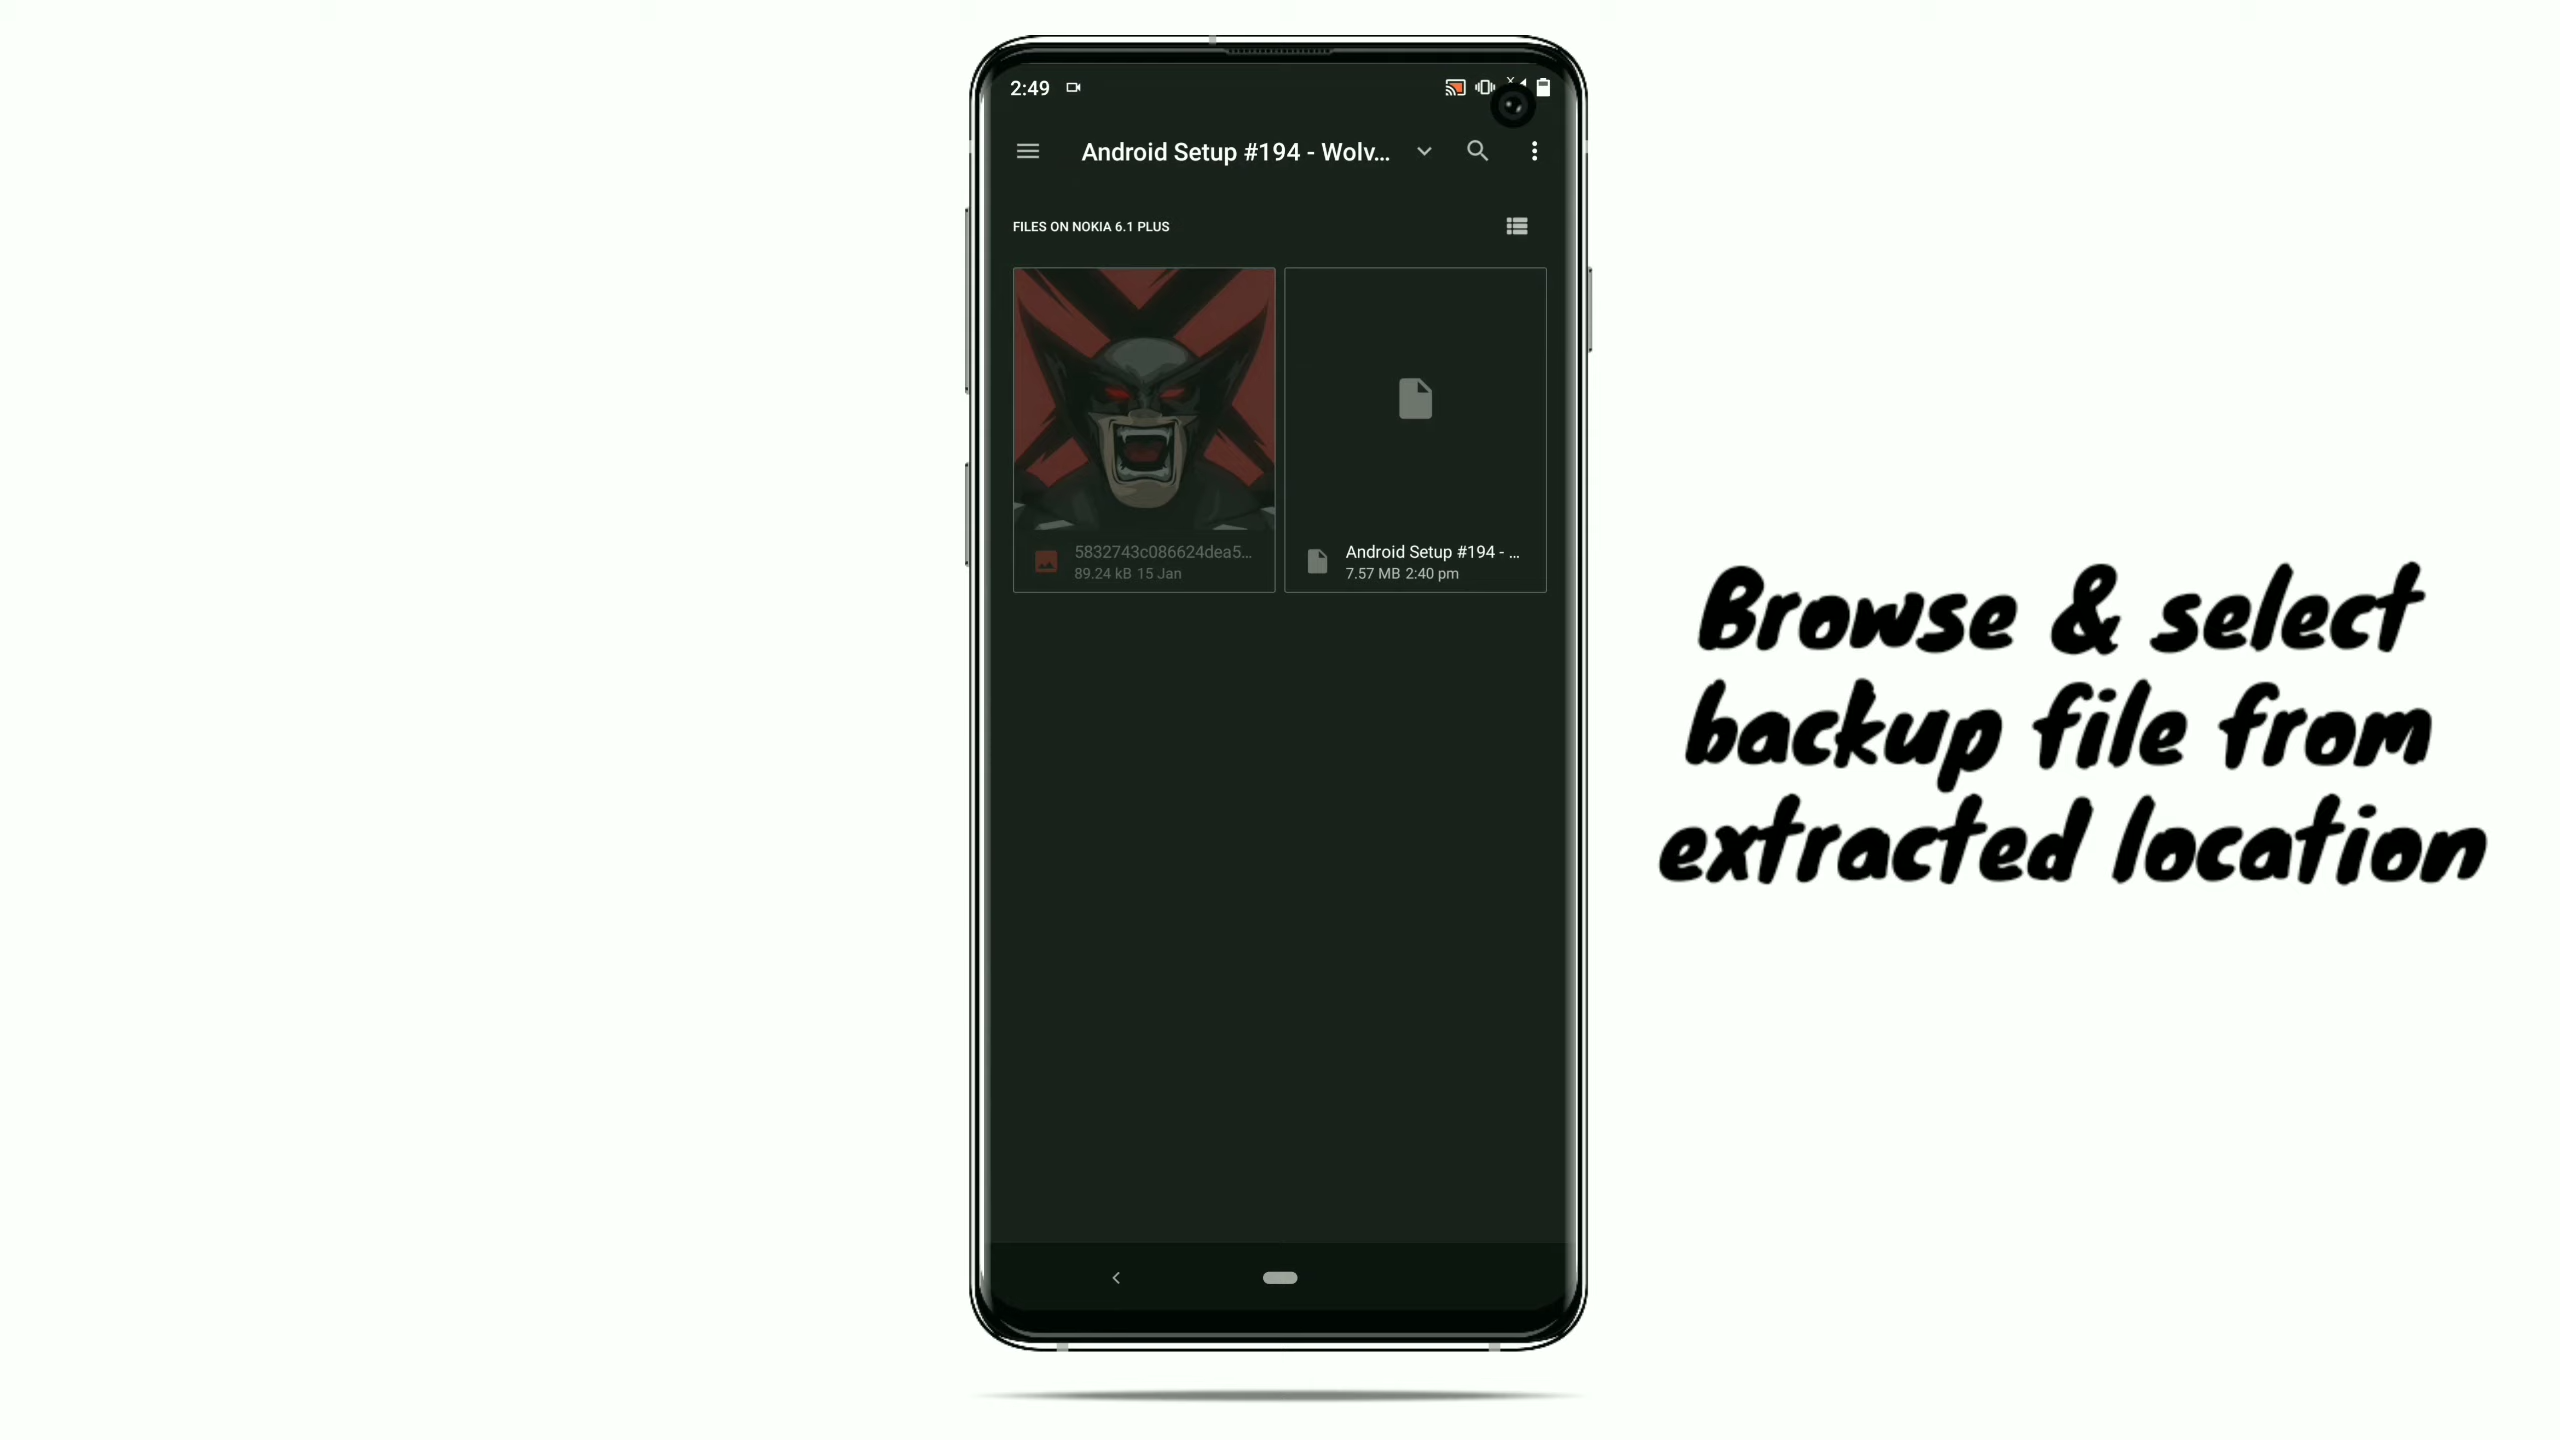 2:49
Android Setup #194 - Wolv...
FILES ON NOKIA 6.1 PLUS
5832743c086624dea5...
89.24 kB 15 Jan
Android Setup #194 - ...
7.57 MB 2:40 pm
Browse & select
backup file from
extracted location